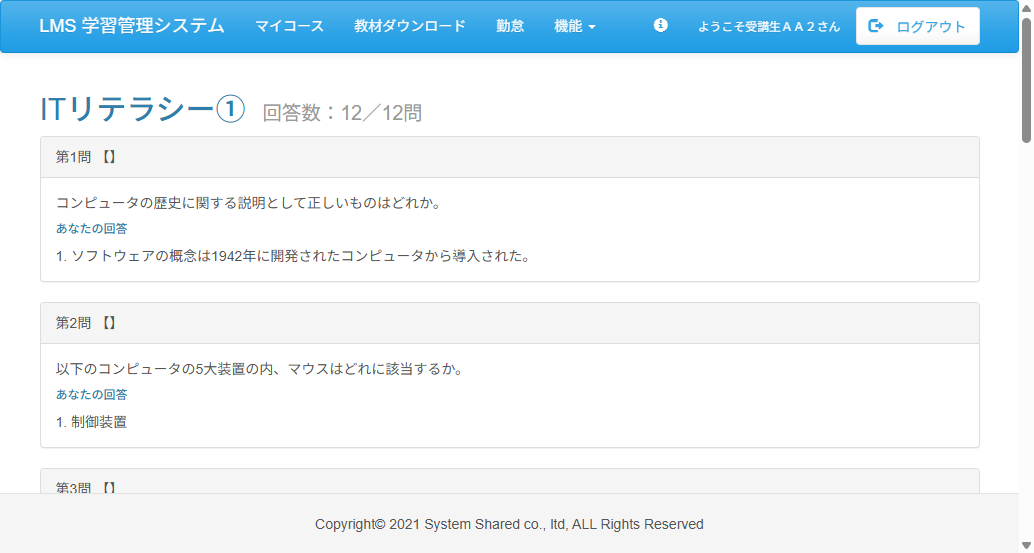 LMS 学習管理システム マイコース 教材ダウンロード 勤怠 機能 ようこそ受講生ＡＡ２さん ログアウト
ITリテラシー① 回答数：12／12問
第1問 【】
コンピュータの歴史に関する説明として正しいものはどれか。
あなたの回答
1. ソフトウェアの概念は1942年に開発されたコンピュータから導入された。
第2問 【】
以下のコンピュータの5大装置の内、マウスはどれに該当するか。
あなたの回答
1. 制御装置
第3問 【】
Copyright© 2021 System Shared co., ltd, ALL Rights Reserved